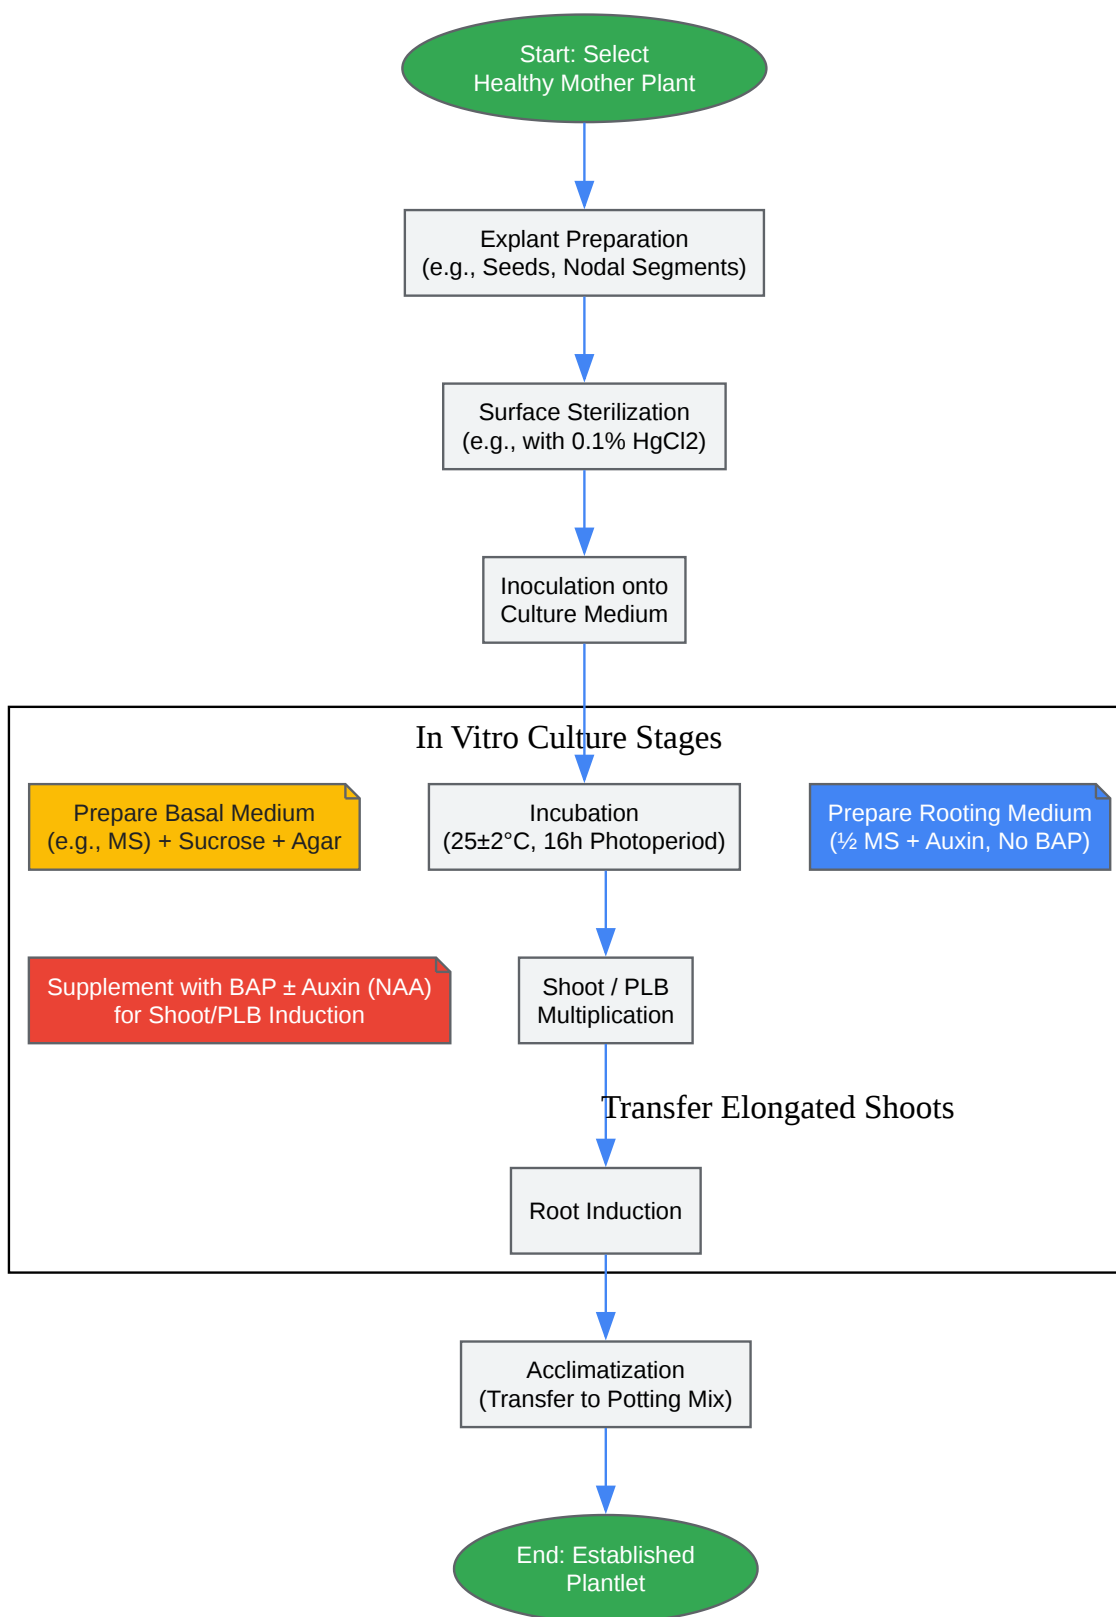 Start: Select
Healthy Mother Plant
Explant Preparation
(e.g., Seeds, Nodal Segments)
Surface Sterilization
(e.g., with 0.1% HgCl2)
Inoculation onto
Culture Medium
In Vitro Culture Stages
Prepare Basal Medium
(e.g., MS) + Sucrose + Agar
Incubation
(25±2°C, 16h Photoperiod)
Prepare Rooting Medium
(½ MS + Auxin, No BAP)
Supplement with BAP ± Auxin (NAA)
for Shoot/PLB Induction
Shoot / PLB
Multiplication
Transfer Elongated Shoots
Root Induction
Acclimatization
(Transfer to Potting Mix)
End: Established
Plantlet